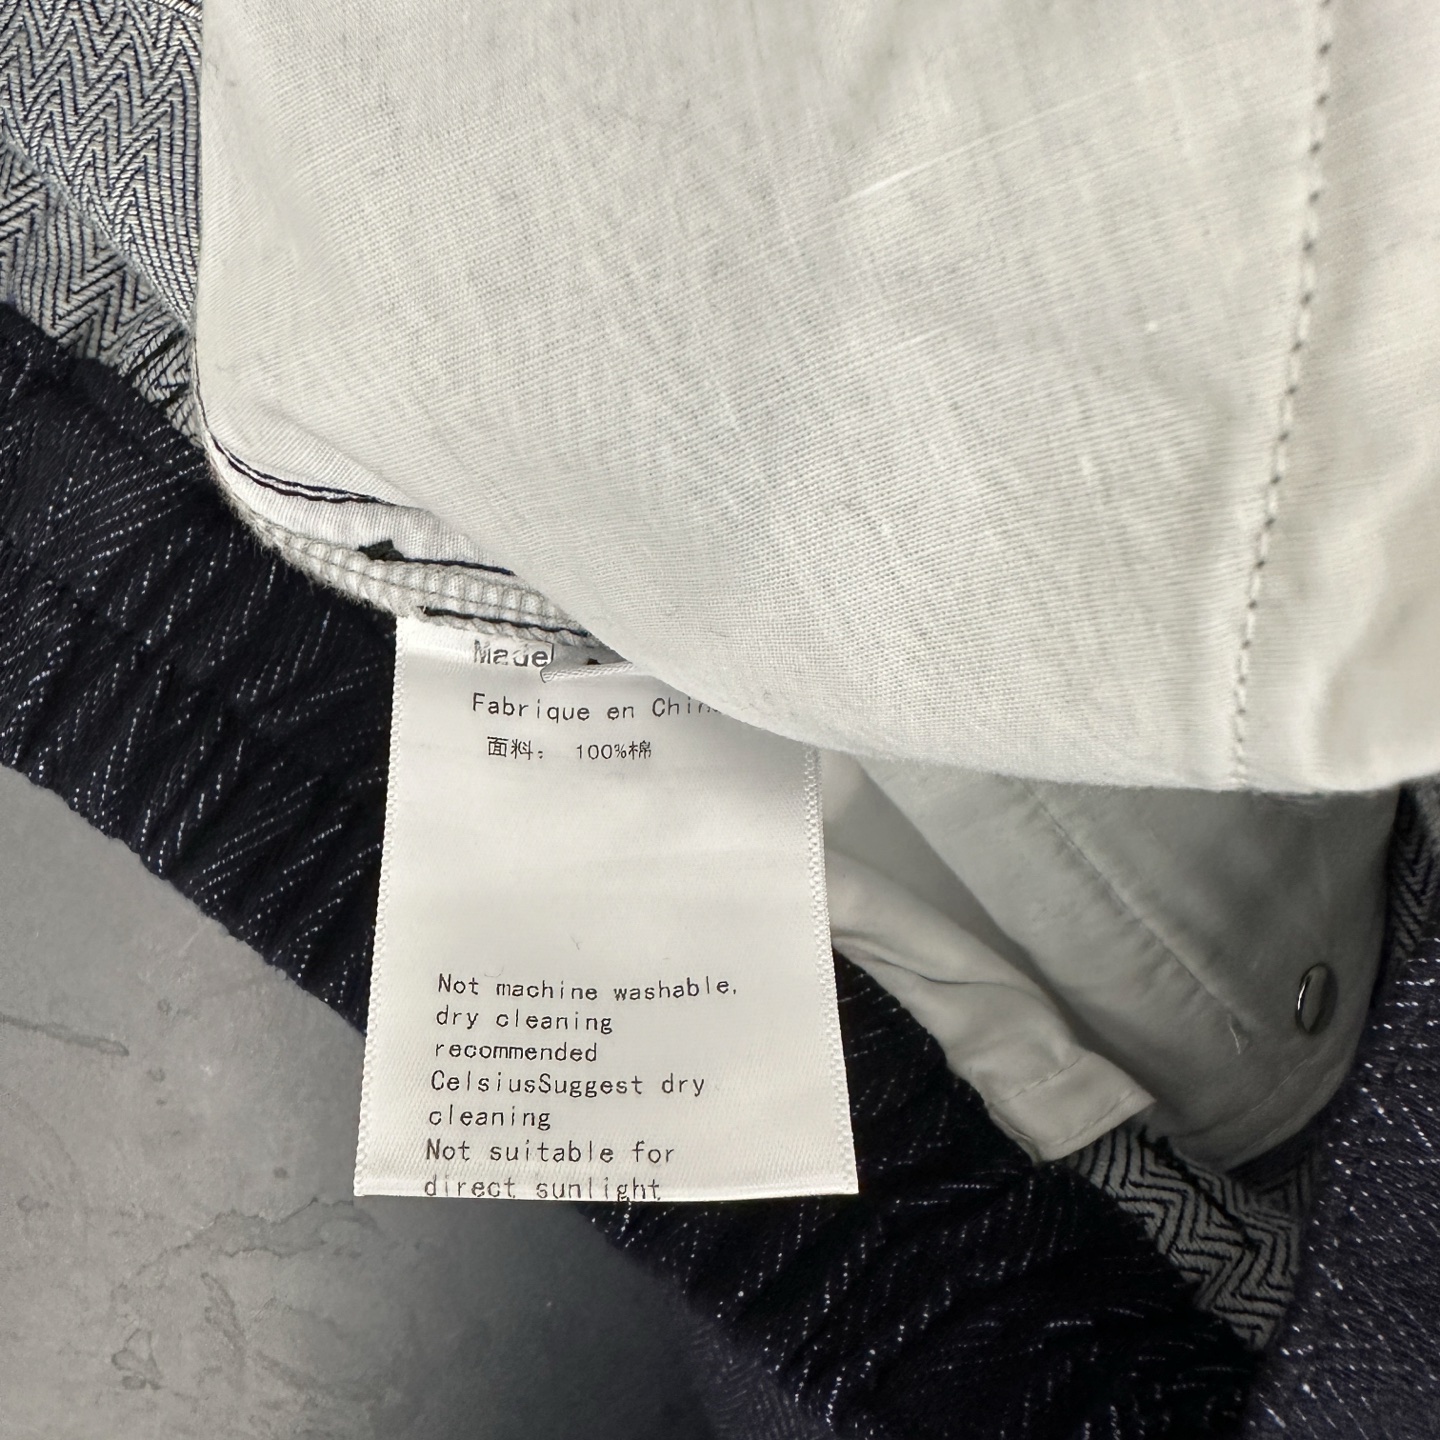 Made
Fabrique en Chin
面料： 100%棉
Not machine washable,
dry cleaning
recommended
CelsiusSuggest dry
cleaning
Not suitable for
direct sunlight